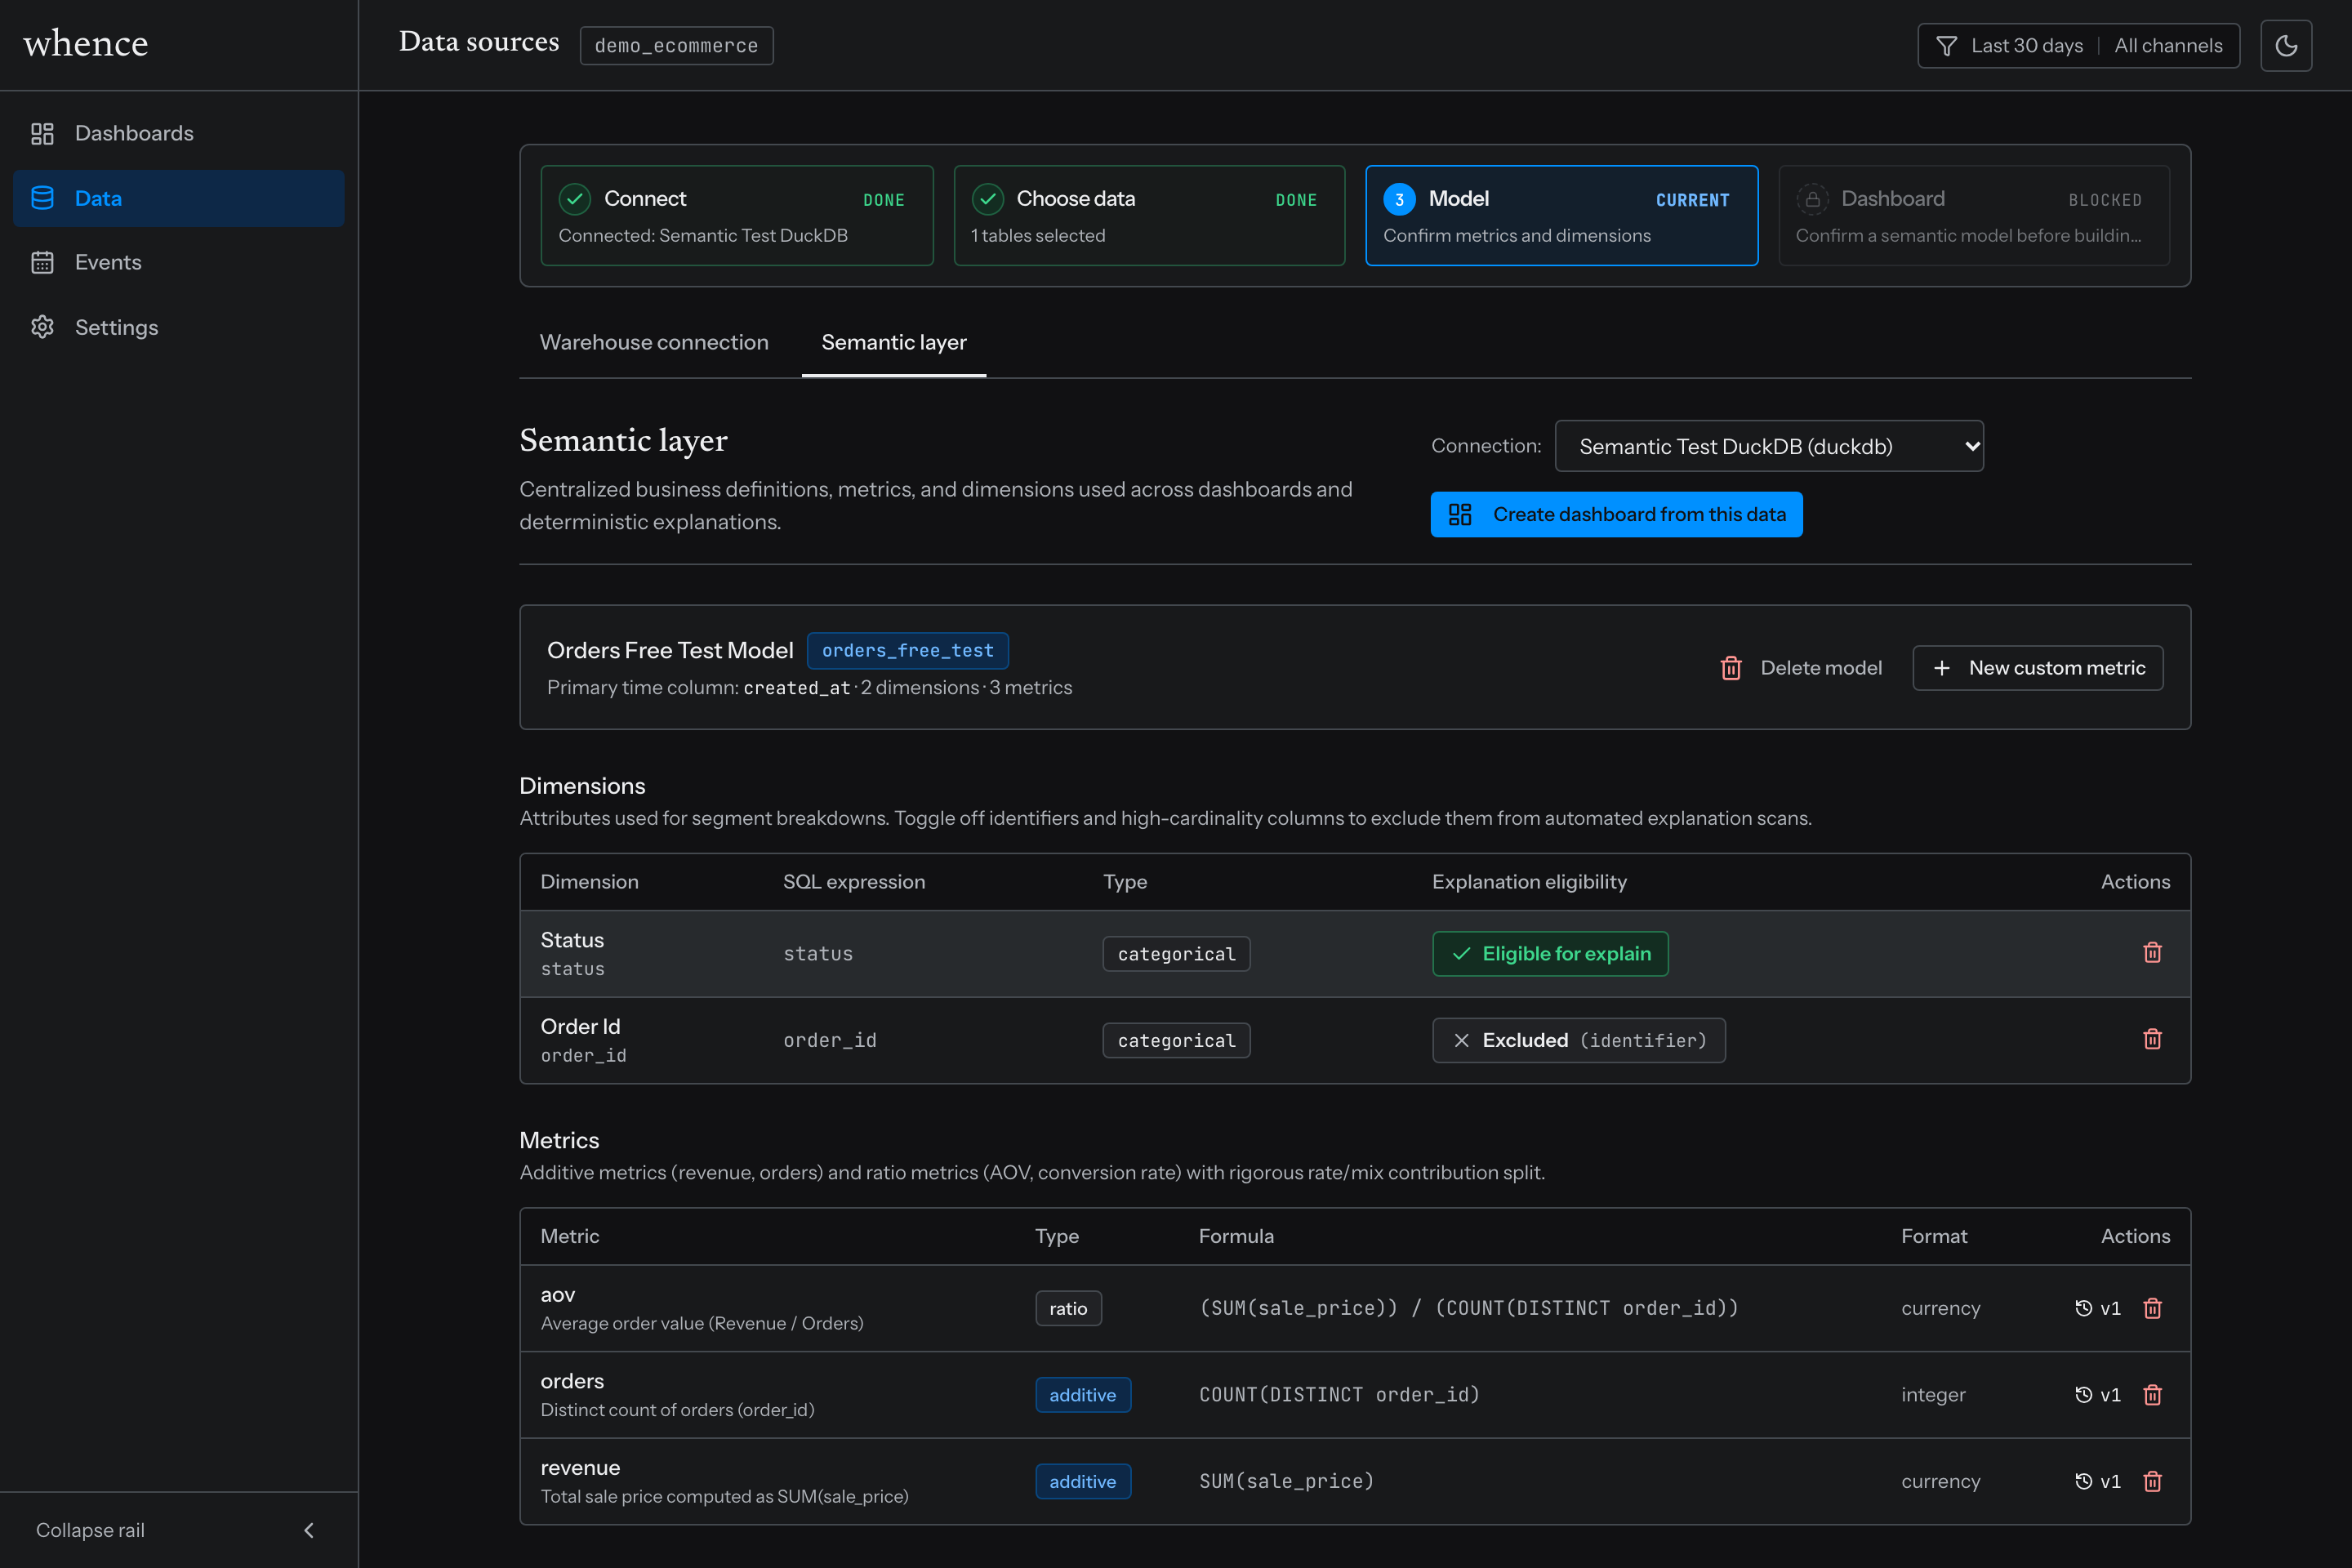 whence
Data sources
demo_ecommerce
Last 30 days
All channels
Dashboards
Data
Events
Settings
Collapse rail
Connect
DONE
Connected: Semantic Test DuckDB
Choose data
DONE
1 tables selected
3
Model
CURRENT
Confirm metrics and dimensions
Dashboard
BLOCKED
Confirm a semantic model before buildin...
Warehouse connection
Semantic layer
Semantic layer
Centralized business definitions, metrics, and dimensions used across dashboards and
deterministic explanations.
Connection:
Semantic Test DuckDB (duckdb)
Create dashboard from this data
Orders Free Test Model
orders_free_test
Primary time column: created_at · 2 dimensions · 3 metrics
Delete model
New custom metric
Dimensions
Attributes used for segment breakdowns. Toggle off identifiers and high-cardinality columns to exclude them from automated explanation scans.
Dimension SQL expression Type Explanation eligibility Actions
Status
status
status
categorical
Eligible for explain
Order Id
order_id
order_id
categorical
Excluded (identifier)
Metrics
Additive metrics (revenue, orders) and ratio metrics (AOV, conversion rate) with rigorous rate/mix contribution split.
Metric Type Formula Format Actions
aov
Average order value (Revenue / Orders)
ratio
(SUM(sale_price)) / (COUNT(DISTINCT order_id))
currency
v1
orders
Distinct count of orders (order_id)
additive
COUNT(DISTINCT order_id)
integer
v1
revenue
Total sale price computed as SUM(sale_price)
additive
SUM(sale_price)
currency
v1